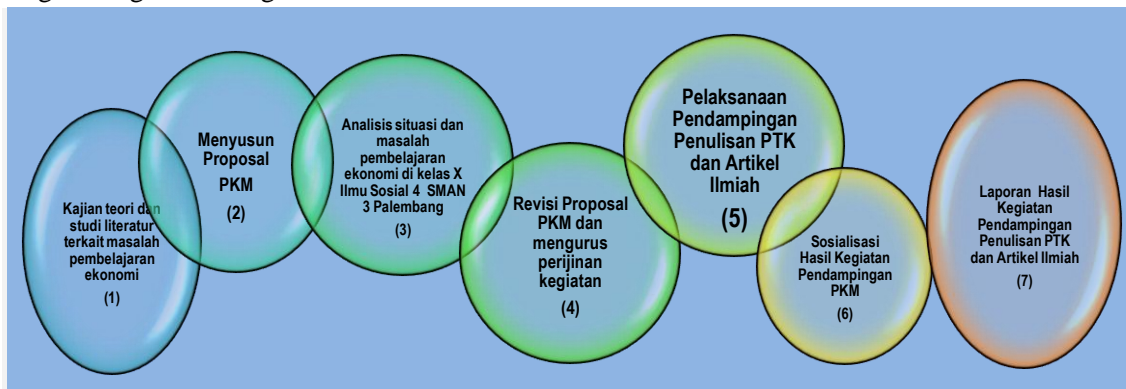 Kajian teori dan
studi literatur
terkait masalah
pembelajaran
ekonomi
(1)
Menyusun
Proposal
PKM
(2)
Analisis situasi dan
masalah
pembelajaran
ekonomi di kelas X
Ilmu Sosial 4 SMAN
3 Palembang
(3)
Revisi Proposal
PKM dan
mengurus
perijinan
kegiatan
(4)
Pelaksanaan
Pendampingan
Penulisan PTK
dan Artikel
Ilmiah
(5)
Sosialisasi
Hasil Kegiatan
Pendampingan
PKM
(6)
Laporan Hasil
Kegiatan
Pendampingan
Penulisan PTK
dan Artikel Ilmiah
(7)